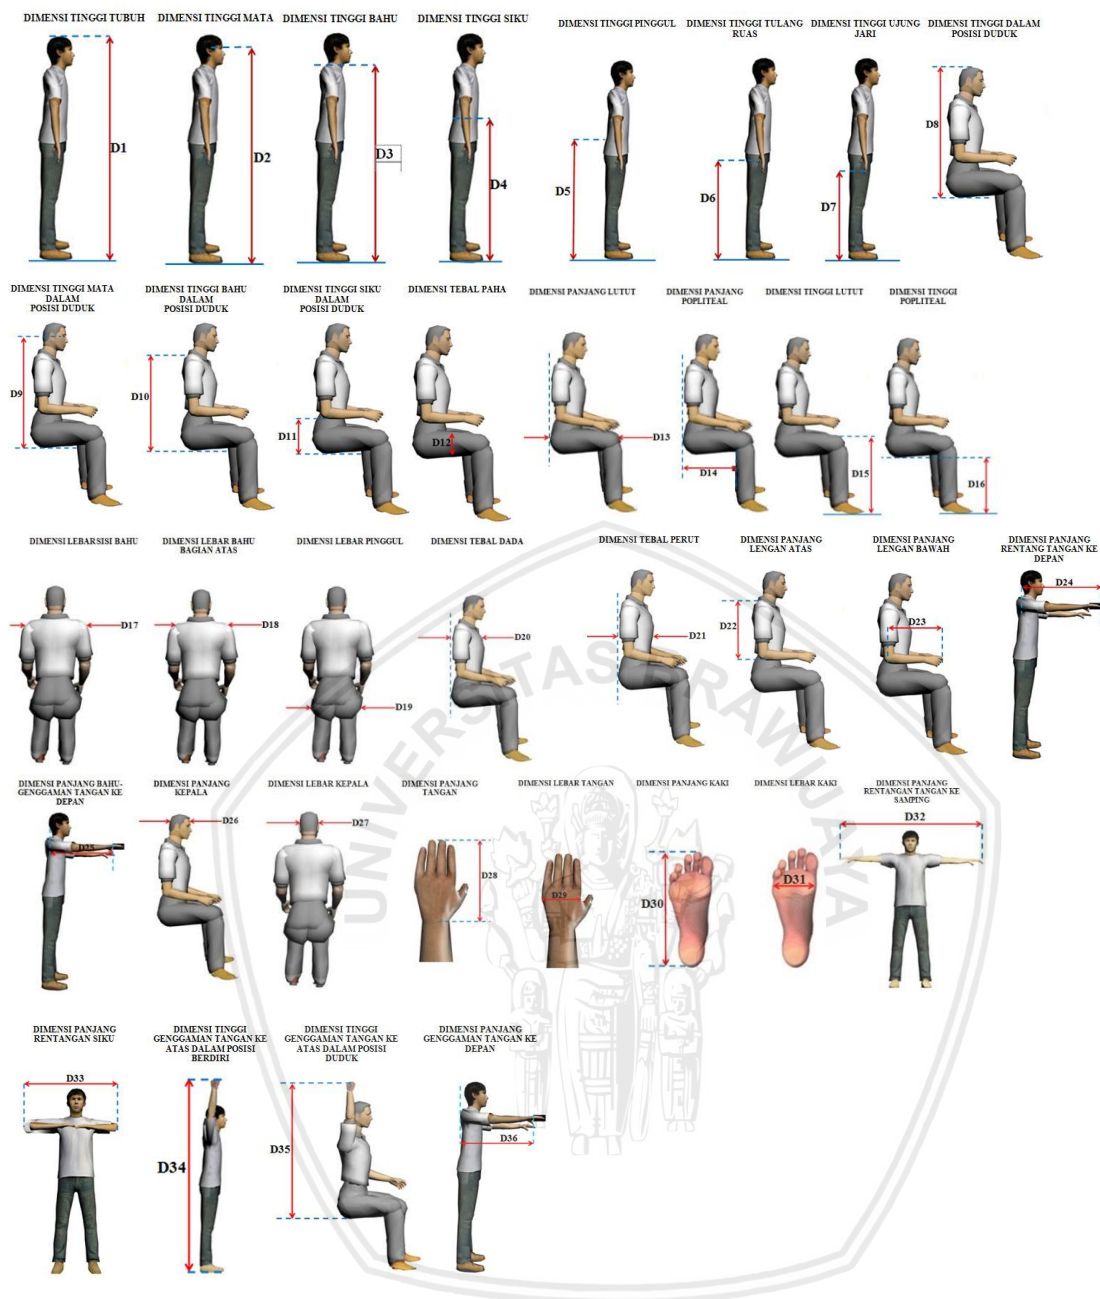 DIMENSI TINGGI TUBUH
DIMENSI TINGGI MATA
DIMENSI TINGGI BAHU
DIMENSI TINGGI SIKU
DIMENSI TINGGI PINGGUL
DIMENSI TINGGI TULANG
RUAS
DIMENSI TINGGI UJUNG
JARI
DIMENSI TINGGI DALAM
POSISI DUDUK
D1
D2
D3
D4
D5
D6
D7
D8
DIMENSI TINGGI MATA
DALAM
POSISI DUDUK
DIMENSI TINGGI BAHU
DALAM
POSISI DUDUK
DIMENSI TINGGI SIKU
DALAM
POSISI DUDUK
DIMENSI TEBAL PAHA
DIMENSI PANJANG LUTUT
DIMENSI PANJANG
POPLITEAL
DIMENSI TINGGI LUTUT
DIMENSI TINGGI
POPLITEAL
D9
D10
D11
D12
D13
D14
D15
D16
DIMENSI LEBARSISI BAHU
DIMENSI LEBAR BAHU
BAGIAN ATAS
DIMENSI LEBAR PINGGUL
DIMENSI TEBAL DADA
DIMENSI TEBAL PERUT
DIMENSI PANJANG
LENGAN ATAS
DIMENSI PANJANG
LENGAN BAWAH
DIMENSI PANJANG
RENTANG TANGAN KE
DEPAN
D17
D18
D19
D20
D21
D22
D23
D24
DIMENSI PANJANG BAHU-
GENGGAMAN TANGAN KE
DEPAN
DIMENSI PANJANG
KEPALA
DIMENSI LEBAR KEPALA
DIMENSI PANJANG
TANGAN
DIMENSI LEBAR TANGAN
DIMENSI PANJANG KAKI
DIMENSI LEBAR KAKI
DIMENSI PANJANG
RENTANGAN TANGAN KE
SAMPING
D25
D26
D27
D28
D29
D30
D31
D32
DIMENSI PANJANG
RENTANGAN SIKU
DIMENSI TINGGI
GENGGAMAN TANGAN KE
ATAS DALAM POSISI
BERDIRI
DIMENSI TINGGI
GENGGAMAN TANGAN KE
ATAS DALAM POSISI
DUDUK
DIMENSI PANJANG
GENGGAMAN TANGAN KE
DEPAN
D33
D34
D35
D36
UNIVERSITAS BRAWIJAYA